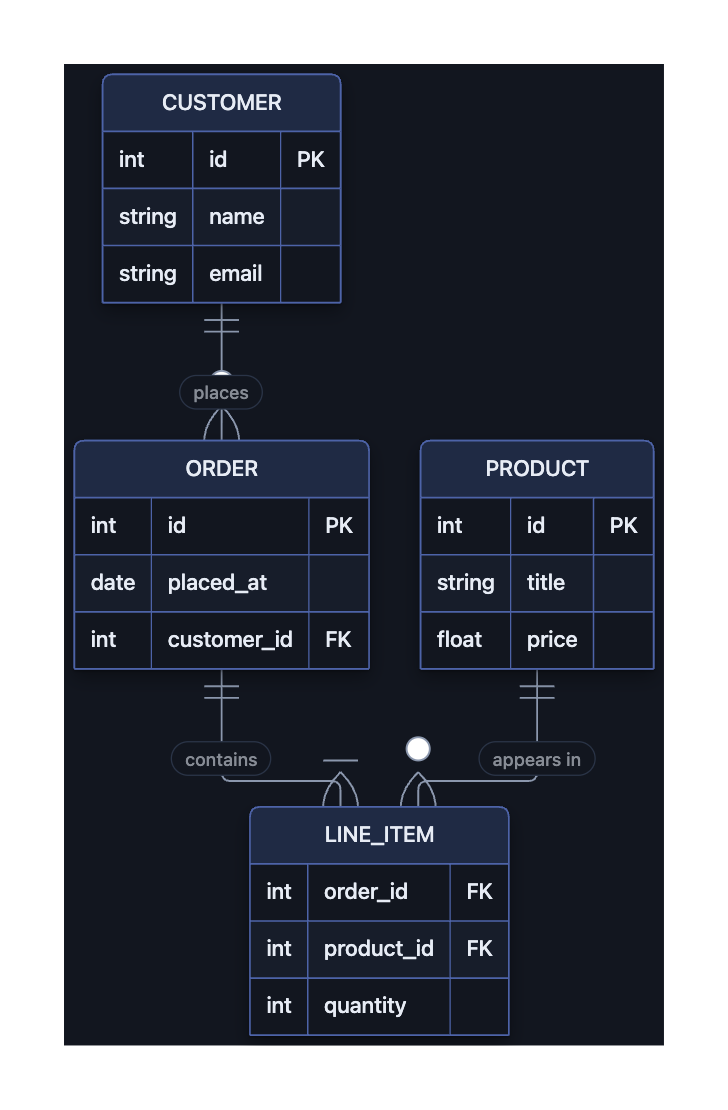 CUSTOMER
int id PK
string name
string email
places
ORDER
int id PK
date placed_at
int customer_id FK
PRODUCT
int id PK
string title
float price
contains
appears in
LINE_ITEM
int order_id FK
int product_id FK
int quantity